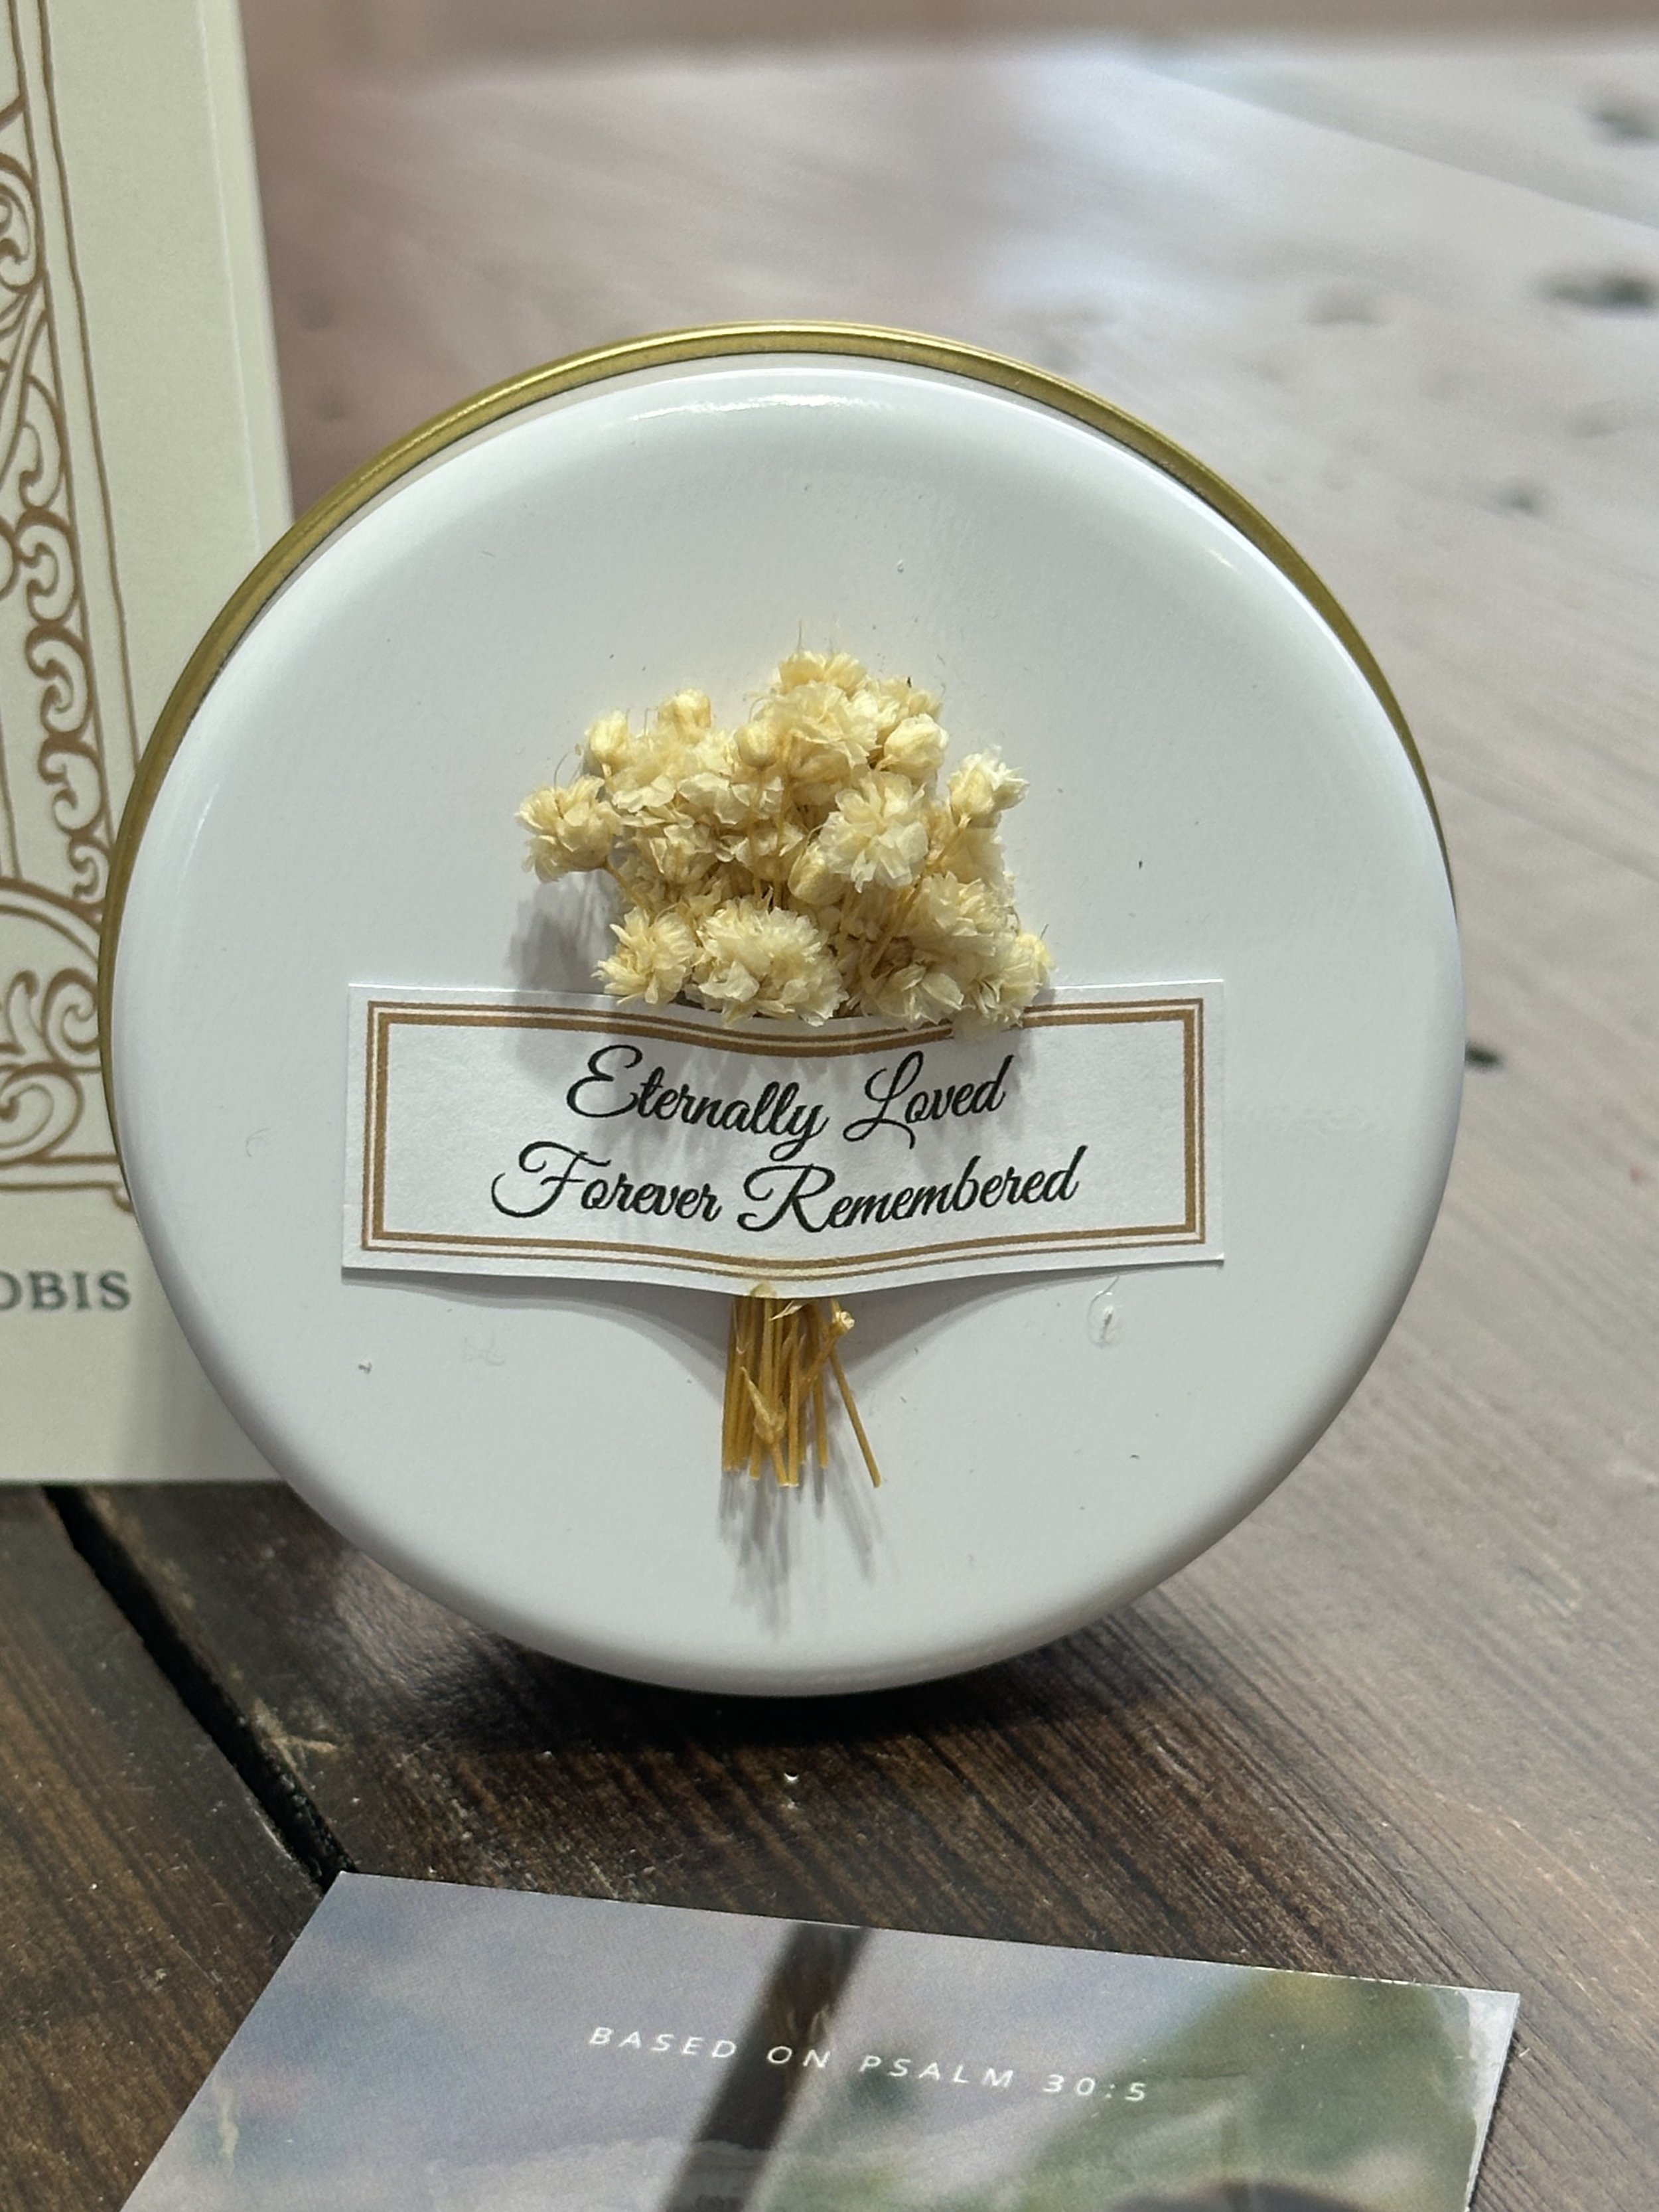 Eternally Loved
Forever Remembered
OBIS
BASED ON PSALM 30:5